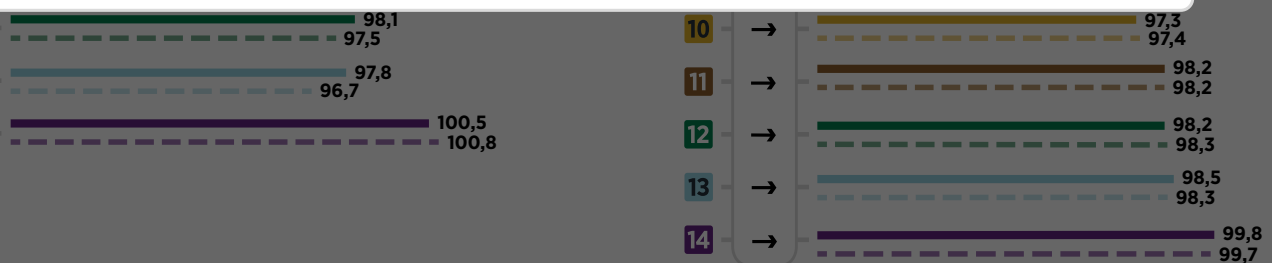 98,1
97,5
97,8
96,7
100,5
100,8
10 → 97,3
97,4
11 → 98,2
98,2
12 → 98,2
98,3
13 → 98,5
98,3
14 → 99,8
99,7